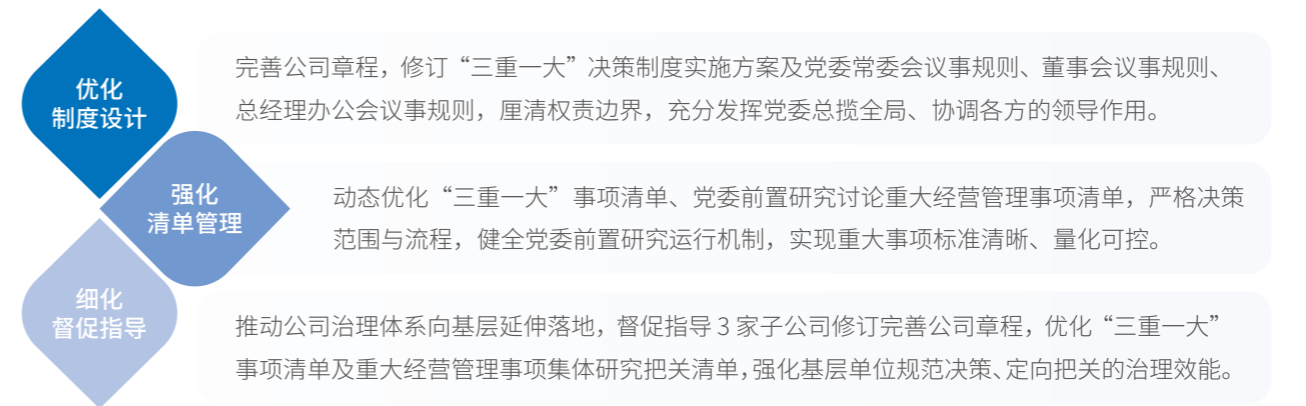 优化
制度设计
完善公司章程，修订“三重一大”决策制度实施方案及党委常委会议事规则、董事会议事规则、
总经理办公会议事规则，厘清权责边界，充分发挥党委总揽全局、协调各方的领导作用。
强化
清单管理
动态优化“三重一大”事项清单、党委前置研究讨论重大经营管理事项清单，严格决策
范围与流程，健全党委前置研究运行机制，实现重大事项标准清晰、量化可控。
细化
督促指导
推动公司治理体系向基层延伸落地，督促指导 3 家子公司修订完善公司章程，优化“三重一大”
事项清单及重大经营管理事项集体研究把关清单，强化基层单位规范决策、定向把关的治理效能。